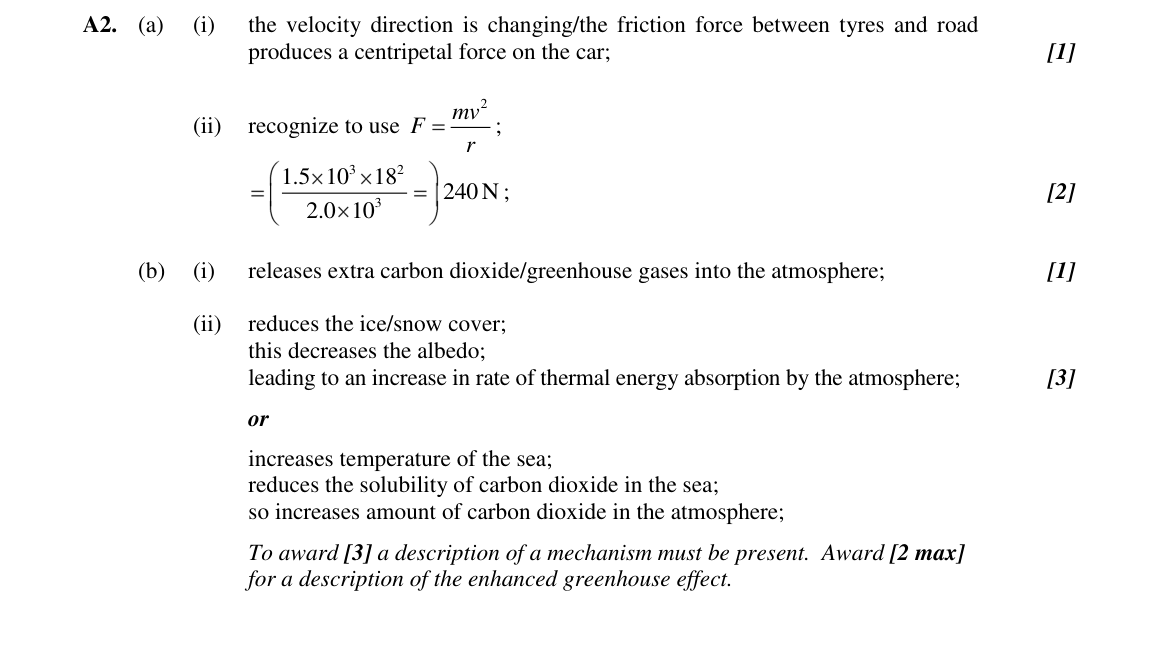 A2. (a) (i) the velocity direction is changing/the friction force between tyres and road
produces a centripetal force on the car; [1]
(ii) recognize to use F = mv²/r ;
= (1.5×10³×18²/2.0×10³ =) 240 N ; [2]
(b) (i) releases extra carbon dioxide/greenhouse gases into the atmosphere; [1]
(ii) reduces the ice/snow cover;
this decreases the albedo;
leading to an increase in rate of thermal energy absorption by the atmosphere; [3]
or
increases temperature of the sea;
reduces the solubility of carbon dioxide in the sea;
so increases amount of carbon dioxide in the atmosphere;
To award [3] a description of a mechanism must be present. Award [2 max]
for a description of the enhanced greenhouse effect.